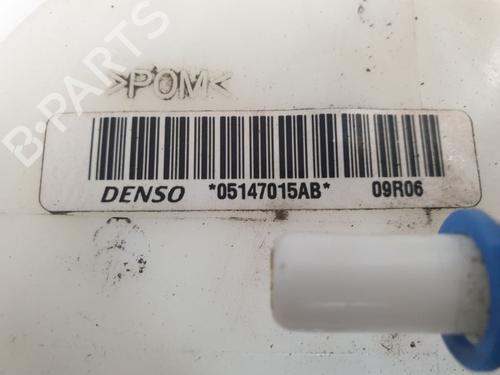 >POM<
DENSO *05147015AB* 09R06
B-PARTS